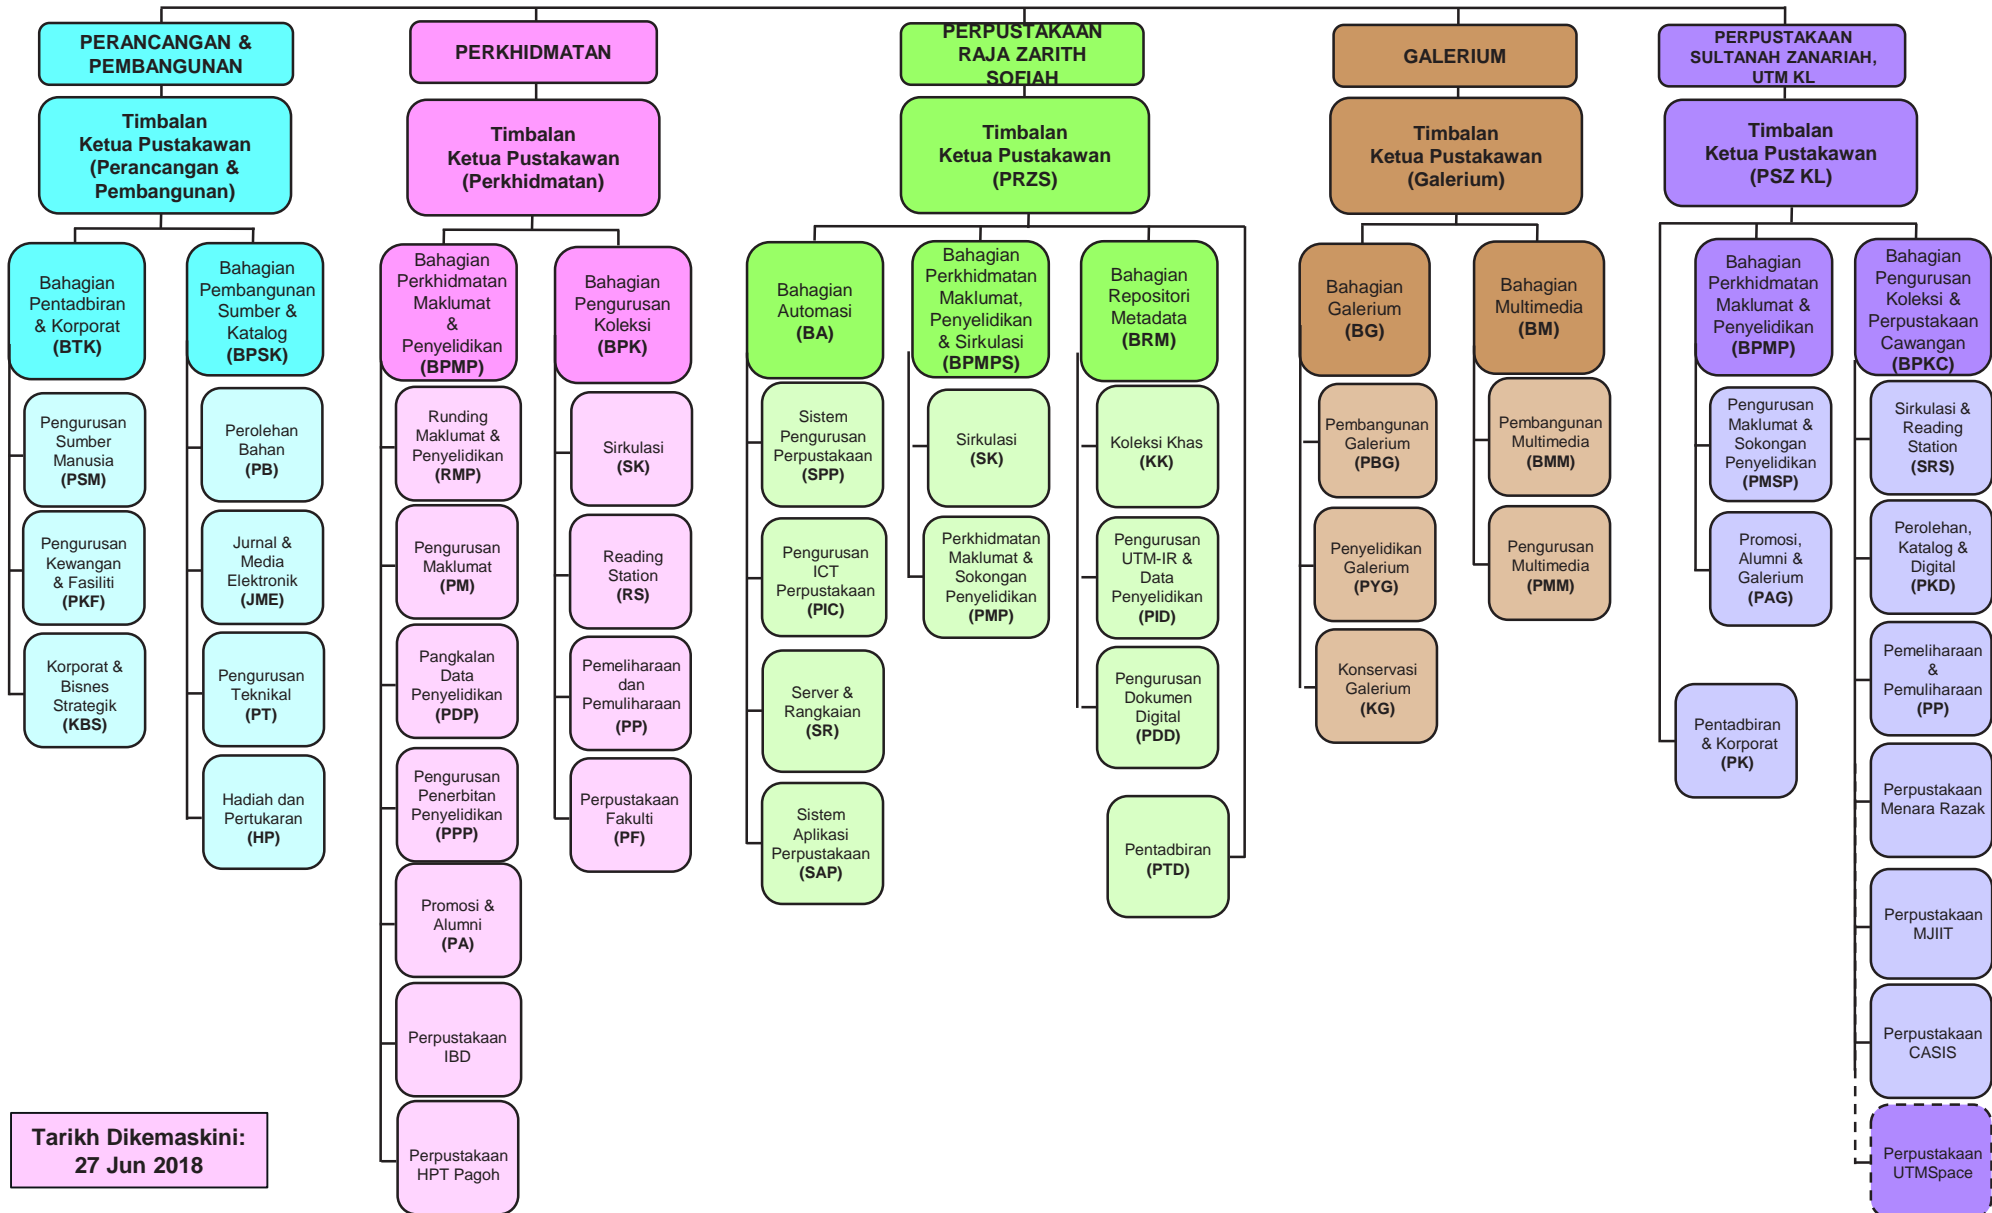 PERANCANGAN &
PEMBANGUNAN
Timbalan
Ketua Pustakawan
(Perancangan &
Pembangunan)
Bahagian
Pentadbiran
& Korporat
(BTK)
Pengurusan
Sumber
Manusia
(PSM)
Pengurusan
Kewangan
& Fasiliti
(PKF)
Korporat &
Bisnes
Strategik
(KBS)
Bahagian
Pembangunan
Sumber &
Katalog
(BPSK)
Perolehan
Bahan
(PB)
Jurnal &
Media
Elektronik
(JME)
Pengurusan
Teknikal
(PT)
Hadiah dan
Pertukaran
(HP)
PERKHIDMATAN
Timbalan
Ketua Pustakawan
(Perkhidmatan)
Bahagian
Perkhidmatan
Maklumat
&
Penyelidikan
(BPMP)
Runding
Maklumat &
Penyelidikan
(RMP)
Pengurusan
Maklumat
(PM)
Pangkalan
Data
Penyelidikan
(PDP)
Pengurusan
Penerbitan
Penyelidikan
(PPP)
Promosi &
Alumni
(PA)
Perpustakaan
IBD
Perpustakaan
HPT Pagoh
Bahagian
Pengurusan
Koleksi
(BPK)
Sirkulasi
(SK)
Reading
Station
(RS)
Pemeliharaan
dan
Pemuliharaan
(PP)
Perpustakaan
Fakulti
(PF)
PERPUSTAKAAN
RAJA ZARITH
SOFIAH
Timbalan
Ketua Pustakawan
(PRZS)
Bahagian
Automasi
(BA)
Sistem
Pengurusan
Perpustakaan
(SPP)
Pengurusan
ICT
Perpustakaan
(PIC)
Server &
Rangkaian
(SR)
Sistem
Aplikasi
Perpustakaan
(SAP)
Bahagian
Perkhidmatan
Maklumat,
Penyelidikan
& Sirkulasi
(BPMPS)
Sirkulasi
(SK)
Perkhidmatan
Maklumat &
Sokongan
Penyelidikan
(PMP)
Bahagian
Repositori
Metadata
(BRM)
Koleksi Khas
(KK)
Pengurusan
UTM-IR &
Data
Penyelidikan
(PID)
Pengurusan
Dokumen
Digital
(PDD)
Pentadbiran
(PTD)
GALERIUM
Timbalan
Ketua Pustakawan
(Galerium)
Bahagian
Galerium
(BG)
Pembangunan
Galerium
(PBG)
Penyelidikan
Galerium
(PYG)
Konservasi
Galerium
(KG)
Bahagian
Multimedia
(BM)
Pembangunan
Multimedia
(BMM)
Pengurusan
Multimedia
(PMM)
PERPUSTAKAAN
SULTANAH ZANARIAH,
UTM KL
Timbalan
Ketua Pustakawan
(PSZ KL)
Bahagian
Perkhidmatan
Maklumat &
Penyelidikan
(BPMP)
Pengurusan
Maklumat &
Sokongan
Penyelidikan
(PMSP)
Promosi,
Alumni &
Galerium
(PAG)
Pentadbiran
& Korporat
(PK)
Bahagian
Pengurusan
Koleksi &
Perpustakaan
Cawangan
(BPKC)
Sirkulasi &
Reading
Station
(SRS)
Perolehan,
Katalog &
Digital
(PKD)
Pemeliharaan
&
Pemuliharaan
(PP)
Perpustakaan
Menara Razak
Perpustakaan
MJIIT
Perpustakaan
CASIS
Perpustakaan
UTMSpace
Tarikh Dikemaskini:
27 Jun 2018